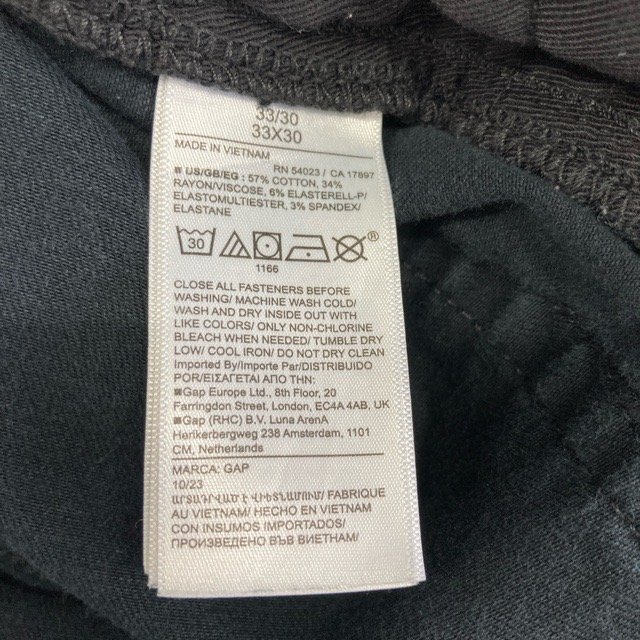 33/30
33X30
MADE IN VIETNAM RN 54023 / CA 17897
■ US/GB/EG : 57% COTTON, 34%
RAYON/VISCOSE, 6% ELASTERELL-P/
ELASTOMULTIESTER, 3% SPANDEX/
ELASTANE
30 ®
1166
CLOSE ALL FASTENERS BEFORE
WASHING/ MACHINE WASH COLD/
WASH AND DRY INSIDE OUT WITH
LIKE COLORS/ ONLY NON-CHLORINE
BLEACH WHEN NEEDED/ TUMBLE DRY
LOW/ COOL IRON/ DO NOT DRY CLEAN
Imported By/Importe Par/DISTRIBUIDO
POR/ΕΙΣΑΓΕΤΑΙ ΑΠΟ ΤΗΝ:
■Gap Europe Ltd., 8th Floor, 20
Farringdon Street, London, EC4A 4AB, UK
■Gap (RHC) B.V. Luna ArenA
Herikerbergweg 238 Amsterdam, 1101
CM, Netherlands
MARCA: GAP
10/23
ԱՐՏԱԴՐՎԱԾ Է ՎԻԵՏՆԱՄՈՒՄ/ FABRIQUE
AU VIETNAM/ HECHO EN VIETNAM
CON INSUMOS IMPORTADOS/
ПРОИЗВЕДЕНО ВЪВ ВИЕТНАМ/